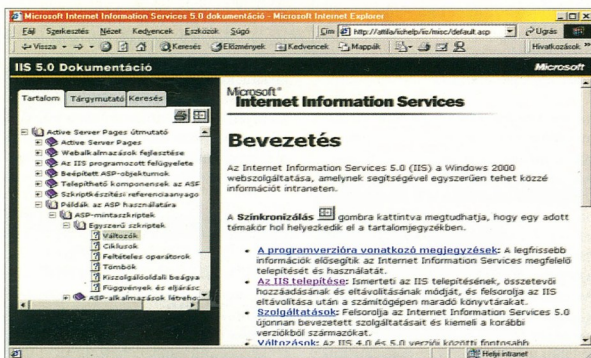 Microsoft Internet Information Services 5.0 dokumentáció - Microsoft Internet Explorer
Fájl Szerkesztés Nézet Kedvencek Eszközök Súgó
Cím http://attila/iishelp/iis/misc/default.asp Ugrás
Vissza Keresés Előzmények Kedvencek Mappák Hivatkozások »
IIS 5.0 Dokumentáció
Microsoft
Tartalom Tárgymutató Keresés
Active Server Pages útmutató
Webalkalmazások fejlesztése
Az IIS programozott felügyelete
Beépített ASP-objektumok
Telepíthető komponensek az ASP
Szkriptkészítési referenciaanyago
Példák az ASP használatára
ASP-mintaszkriptek
Egyszerű szkriptek
Változók
Ciklusok
Feltételes operátorok
Tömbök
Kiszolgálóoldali beágya
Függvények és eljárásc
ASP-alkalmazások létreho
Microsoft®
Internet Information Services
Bevezetés
Az Internet Information Services 5.0 (IIS) a Windows 2000
webszolgáltatása, amelynek segítségével egyszerűen tehet közzé
információt intraneten.
A Szinkronizálás gombra kattintva megtudhatja, hogy egy adott
témakör hol helyezkedik el a tartalomjegyzékben.
• A programverzióra vonatkozó megjegyzések: A legfrissebb
információk elősegítik az Internet Information Services megfelelő
telepítését és használatát.
• Az IIS telepítése: Ismerteti az IIS telepítésének, összetevői
hozzáadásának és eltávolításának módját, és felsorolja az IIS
eltávolítása után a számítógépen maradó könyvtárakat.
• Szolgáltatások: Felsorolja az Internet Information Services 5.0
újonnan bevezetett szolgáltatásait és kiemeli a korábbi
verziókból származókat.
• Változások: Az IIS 4.0 és 5.0 verziói közötti fontosabb
Helyi intranet